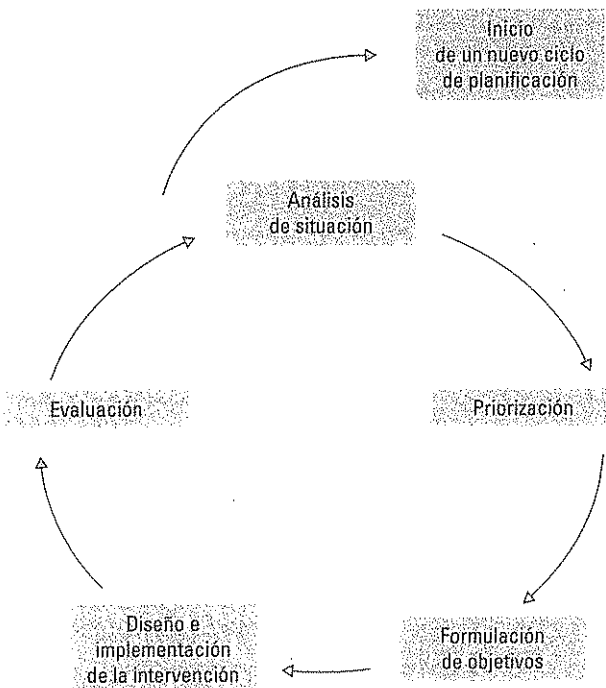 Inicio
de un nuevo ciclo
de planificación
Análisis
de situación
Evaluación
Priorización
Diseño e
implementación
de la intervención
Formulación
de objetivos